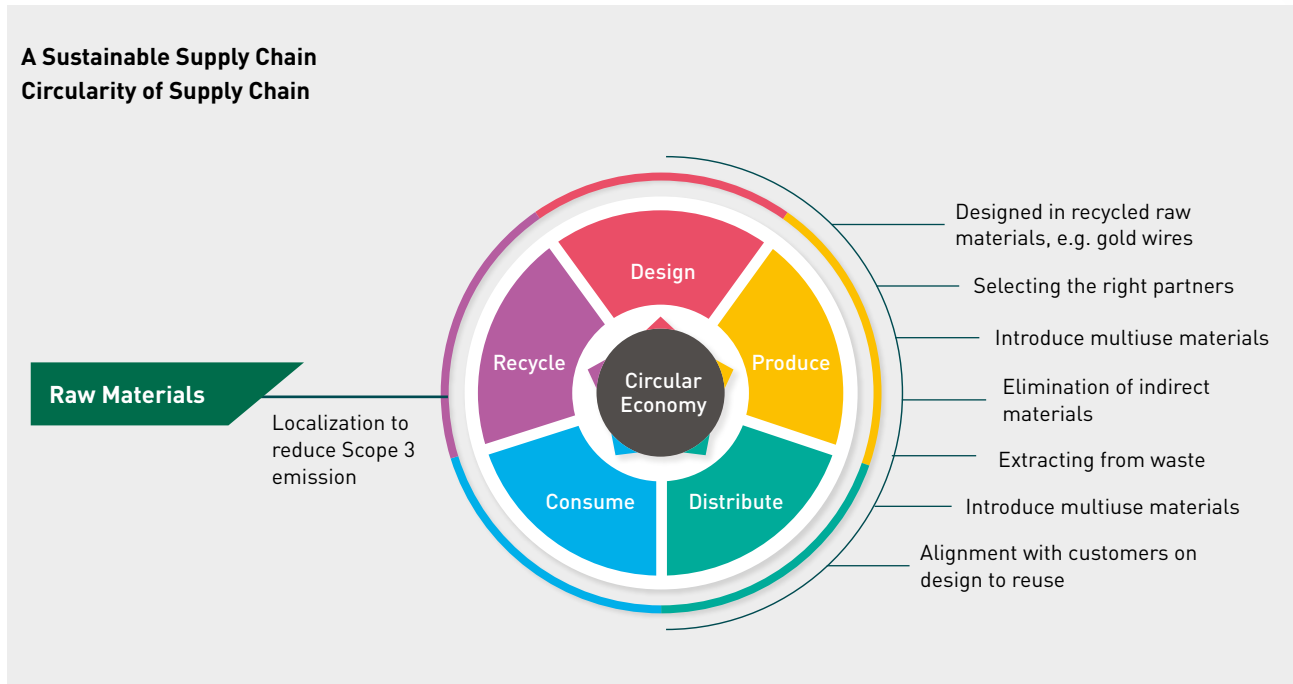 A Sustainable Supply Chain
Circularity of Supply Chain
Design
Produce
Distribute
Consume
Recycle
Circular
Economy
Raw Materials
Localization to
reduce Scope 3
emission
Designed in recycled raw
materials, e.g. gold wires
Selecting the right partners
Introduce multiuse materials
Elimination of indirect
materials
Extracting from waste
Introduce multiuse materials
Alignment with customers on
design to reuse